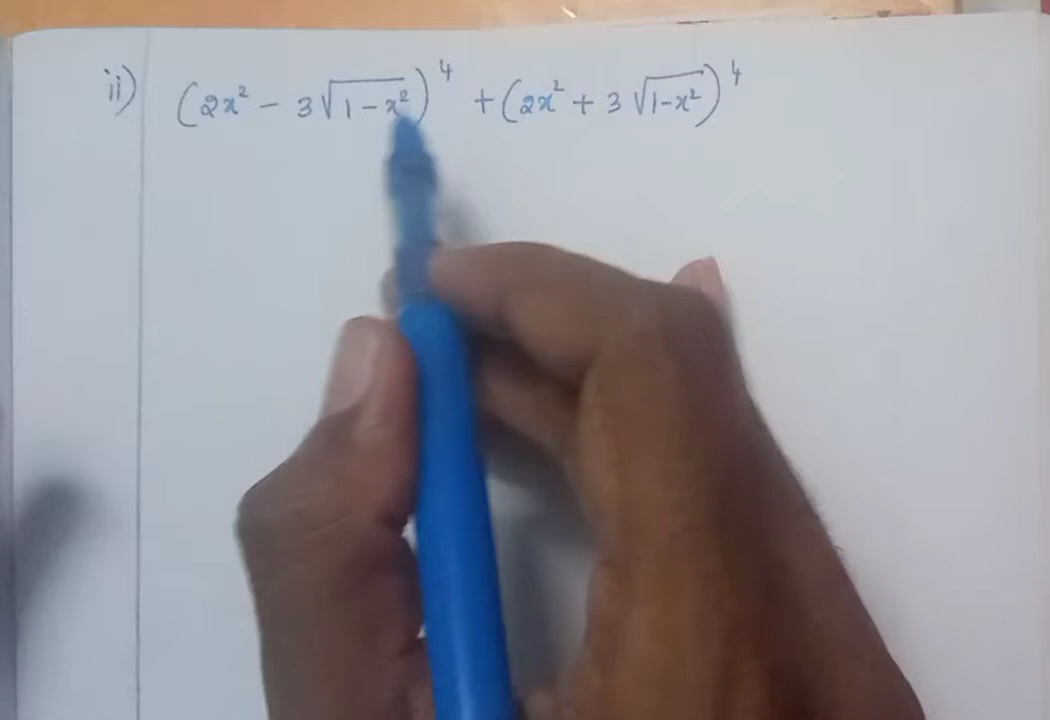 ii) (2x² - 3√(1-x²))⁴ + (2x² + 3√(1-x²))⁴